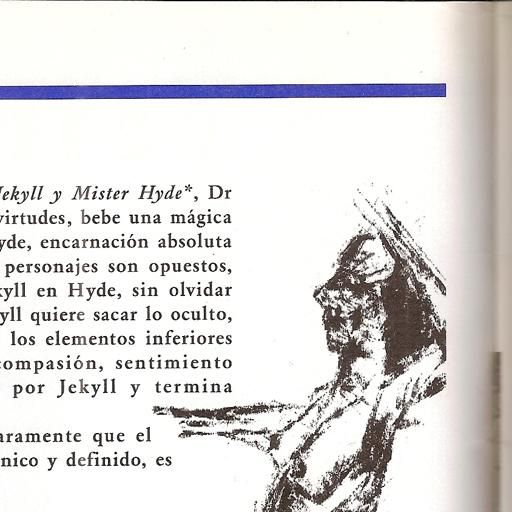 Jekyll y Mister Hyde*, Dr
virtudes, bebe una mágica
yde, encarnación absoluta
personajes son opuestos,
kyll en Hyde, sin olvidar
yll quiere sacar lo oculto,
los elementos inferiores
compasión, sentimiento
por Jekyll y termina
aramente que el
nico y definido, es